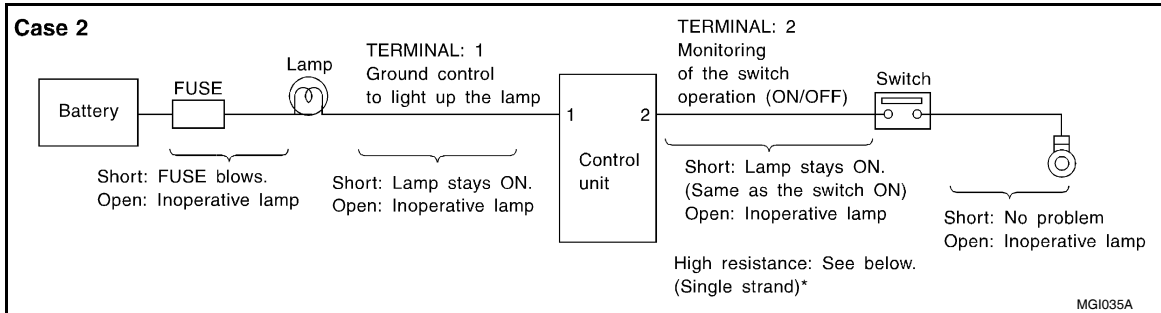 Case 2
Battery
FUSE
Lamp
TERMINAL: 1
Ground control
to light up the lamp
1
2
Control
unit
TERMINAL: 2
Monitoring
of the switch
operation (ON/OFF)
Switch
Short: FUSE blows.
Open: Inoperative lamp
Short: Lamp stays ON.
Open: Inoperative lamp
Short: Lamp stays ON.
(Same as the switch ON)
Open: Inoperative lamp
High resistance: See below.
(Single strand)*
Short: No problem
Open: Inoperative lamp
MGI035A